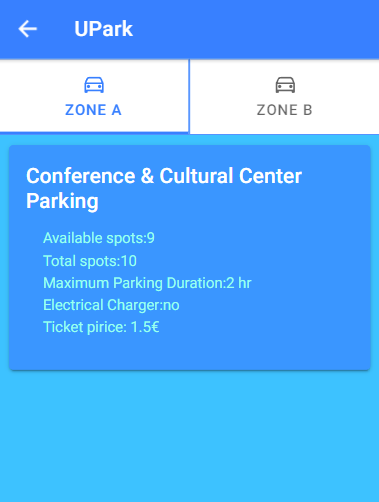 UPark
ZONE A
ZONE B
Conference & Cultural Center
Parking
Available spots:9
Total spots:10
Maximum Parking Duration:2 hr
Electrical Charger:no
Ticket pirice: 1.5€